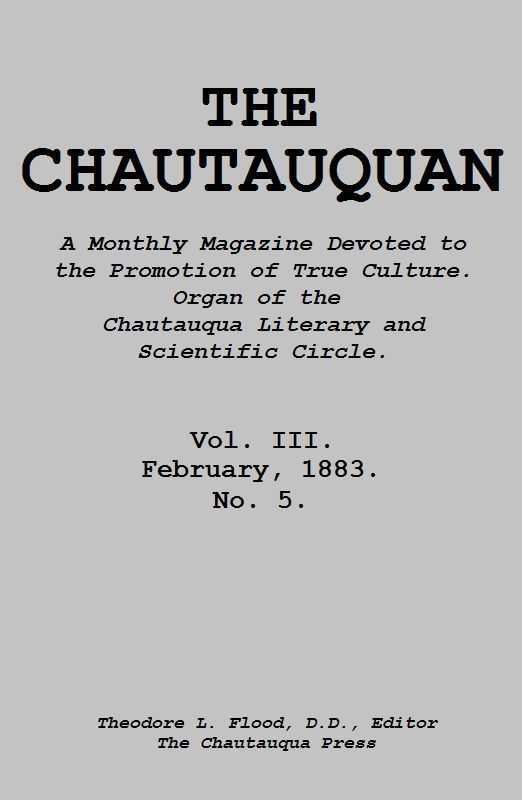 THE
CHAUTAUQUAN
A Monthly Magazine Devoted to
the Promotion of True Culture.
Organ of the
Chautauqua Literary and
Scientific Circle.
Vol. III.
February, 1883.
No. 5.
Theodore L. Flood, D.D., Editor
The Chautauqua Press